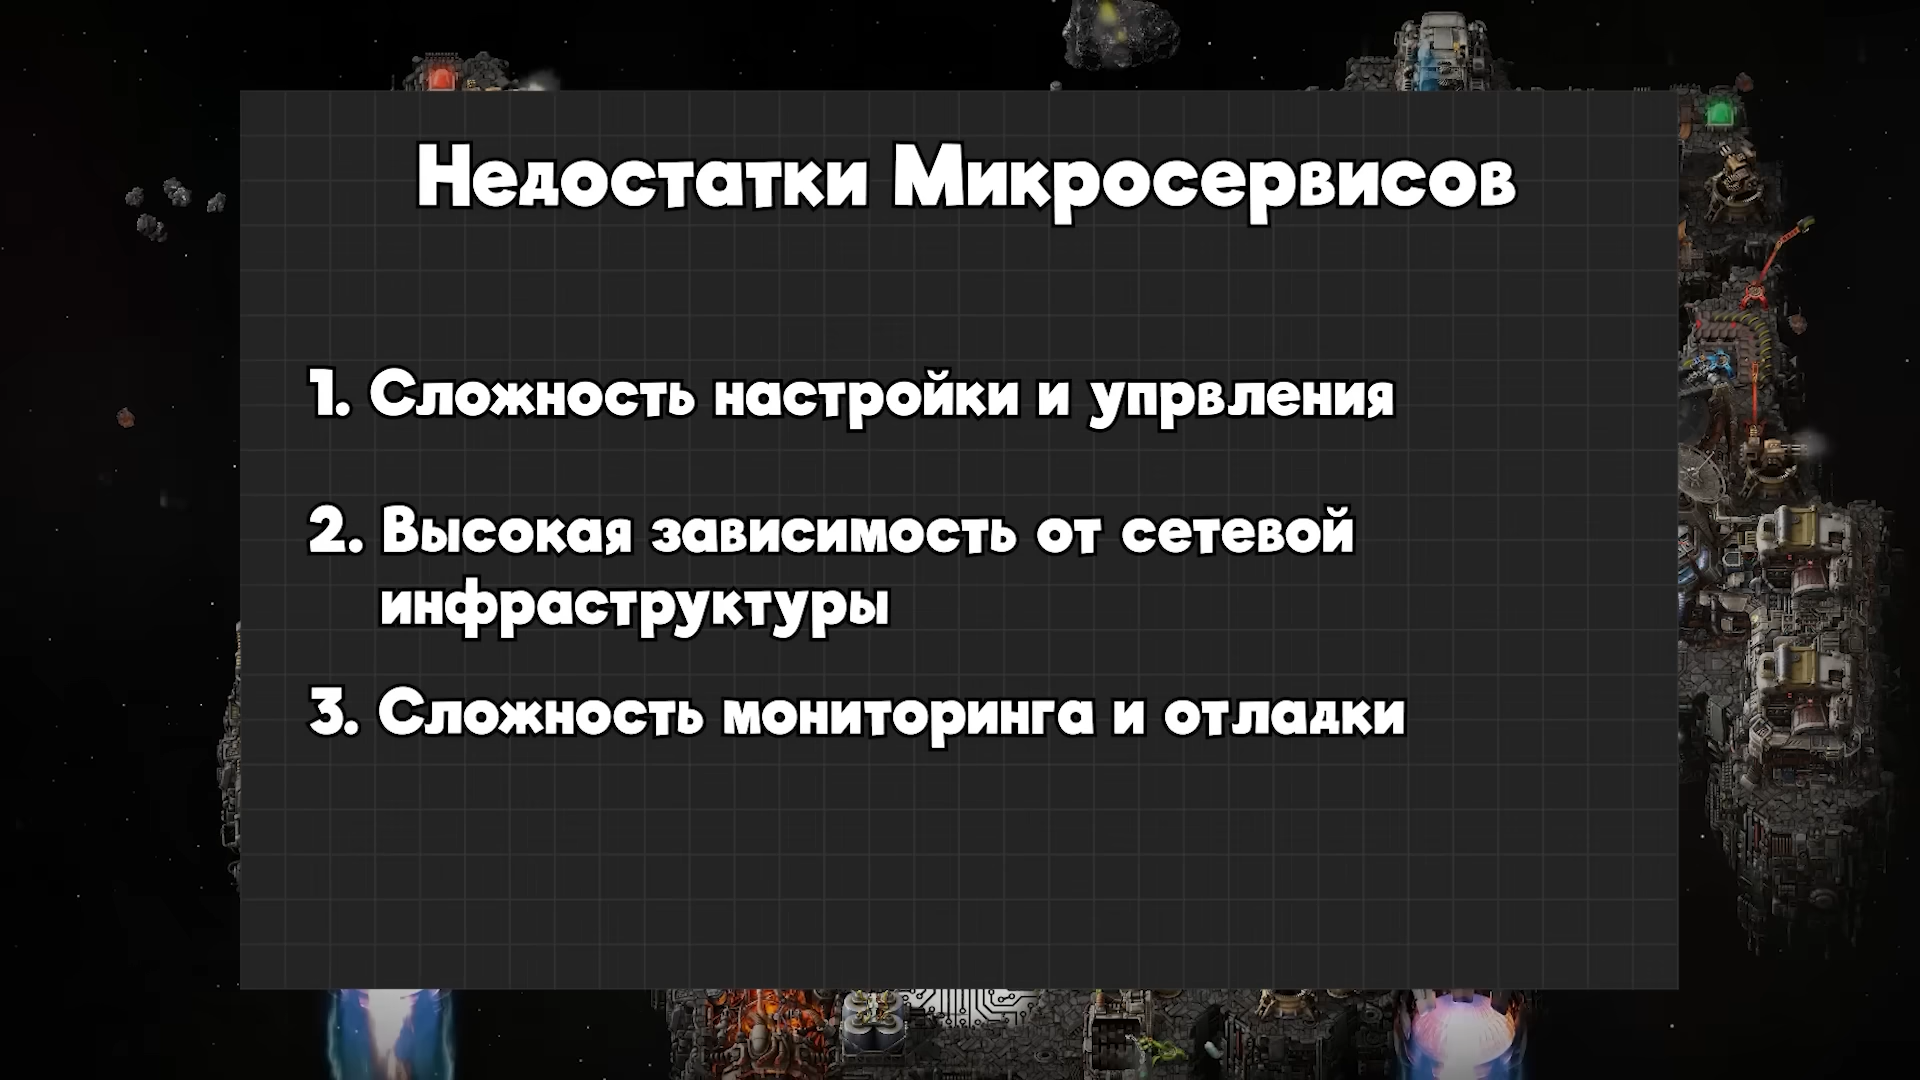 Недостатки Микросервисов
1. Сложность настройки и упрвления
2. Высокая зависимость от сетевой
инфраструктуры
3. Сложность мониторинга и отладки